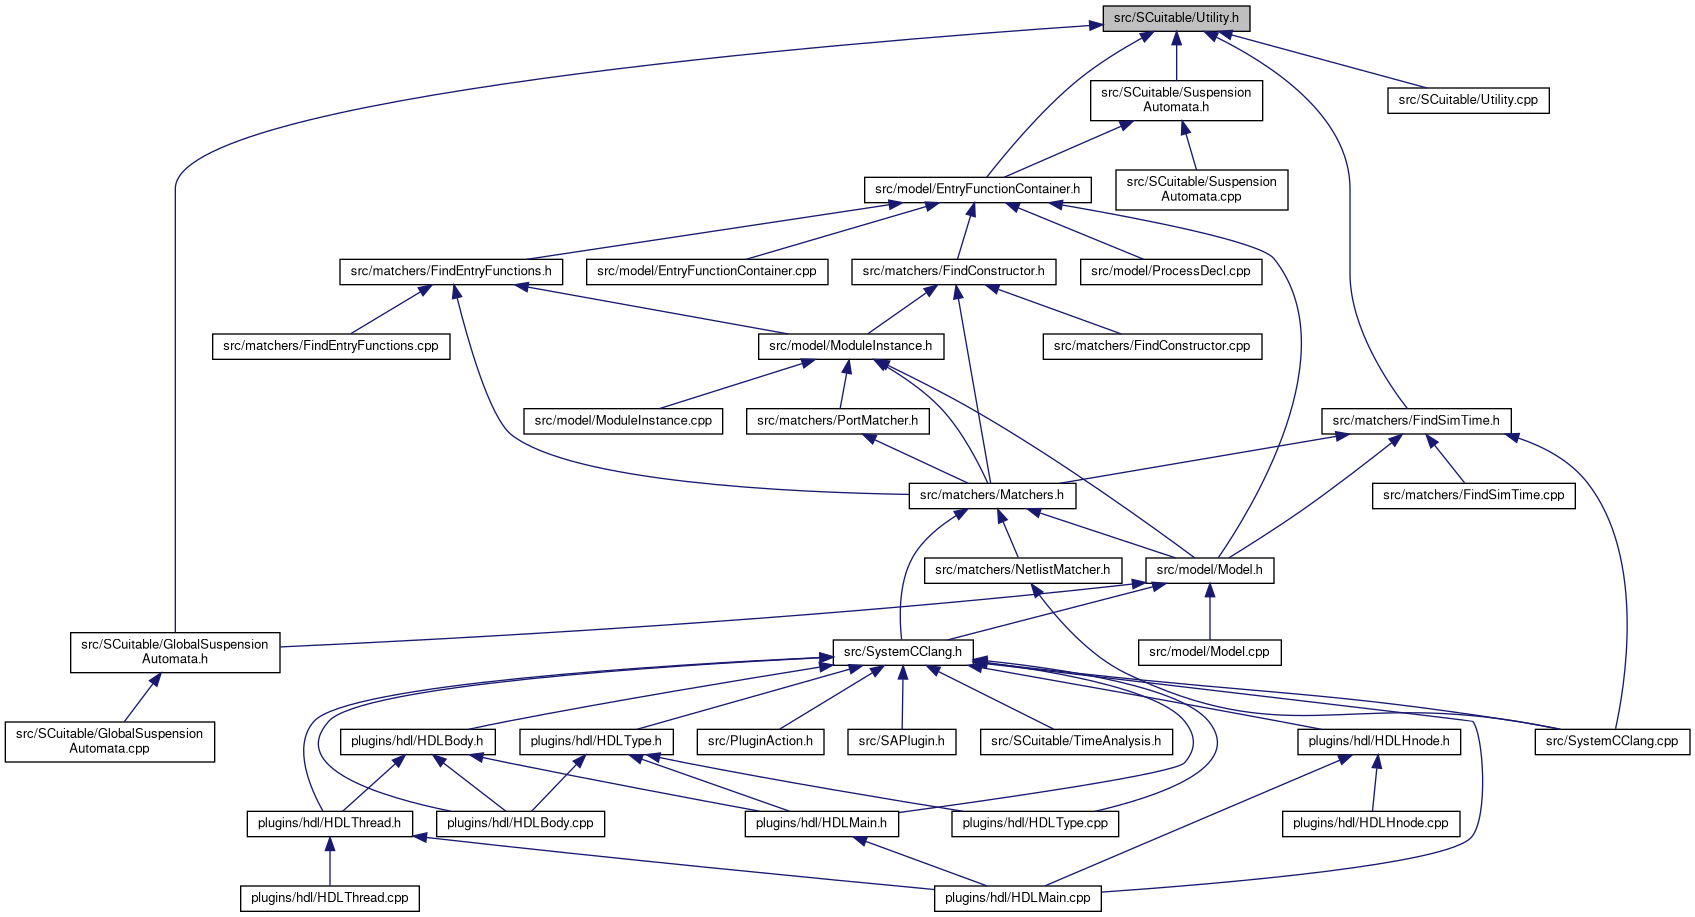 src/SCuitable/Utility.h
src/SCuitable/Suspension
Automata.h
src/SCuitable/Utility.cpp
src/model/EntryFunctionContainer.h
src/SCuitable/Suspension
Automata.cpp
src/matchers/FindEntryFunctions.h
src/model/EntryFunctionContainer.cpp
src/matchers/FindConstructor.h
src/model/ProcessDecl.cpp
src/matchers/FindEntryFunctions.cpp
src/model/ModuleInstance.h
src/matchers/FindConstructor.cpp
src/model/ModuleInstance.cpp
src/matchers/PortMatcher.h
src/matchers/FindSimTime.h
src/matchers/Matchers.h
src/matchers/FindSimTime.cpp
src/matchers/NetlistMatcher.h
src/model/Model.h
src/SCuitable/GlobalSuspension
Automata.h
src/SystemCClang.h
src/model/Model.cpp
src/SCuitable/GlobalSuspension
Automata.cpp
plugins/hdl/HDLBody.h
plugins/hdl/HDLType.h
src/PluginAction.h
src/SAPlugin.h
src/SCuitable/TimeAnalysis.h
plugins/hdl/HDLHnode.h
src/SystemCClang.cpp
plugins/hdl/HDLThread.h
plugins/hdl/HDLBody.cpp
plugins/hdl/HDLMain.h
plugins/hdl/HDLType.cpp
plugins/hdl/HDLHnode.cpp
plugins/hdl/HDLThread.cpp
plugins/hdl/HDLMain.cpp